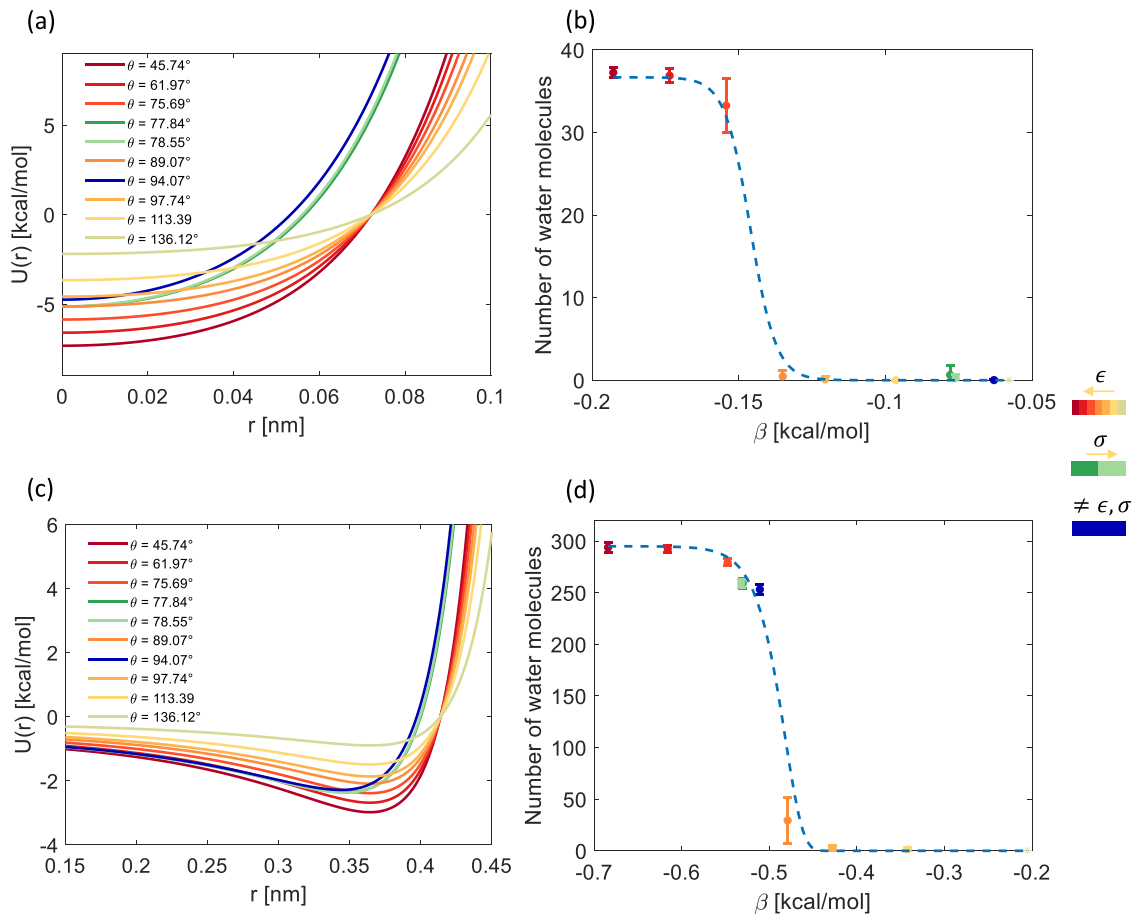 (a)
θ = 45.74°
θ = 61.97°
θ = 75.69°
θ = 77.84°
θ = 78.55°
θ = 89.07°
θ = 94.07°
θ = 97.74°
θ = 113.39
θ = 136.12°
5
0
-5
U(r) [kcal/mol]
0 0.02 0.04 0.06 0.08 0.1
r [nm]
(b)
40
30
20
10
0
Number of water molecules
-0.2 -0.15 -0.1 -0.05
β [kcal/mol]
ϵ
σ
≠ ϵ, σ
(c)
θ = 45.74°
θ = 61.97°
θ = 75.69°
θ = 77.84°
θ = 78.55°
θ = 89.07°
θ = 94.07°
θ = 97.74°
θ = 113.39
θ = 136.12°
6
4
2
0
-2
-4
U(r) [kcal/mol]
0.15 0.2 0.25 0.3 0.35 0.4 0.45
r [nm]
(d)
300
250
200
150
100
50
0
Number of water molecules
-0.7 -0.6 -0.5 -0.4 -0.3 -0.2
β [kcal/mol]